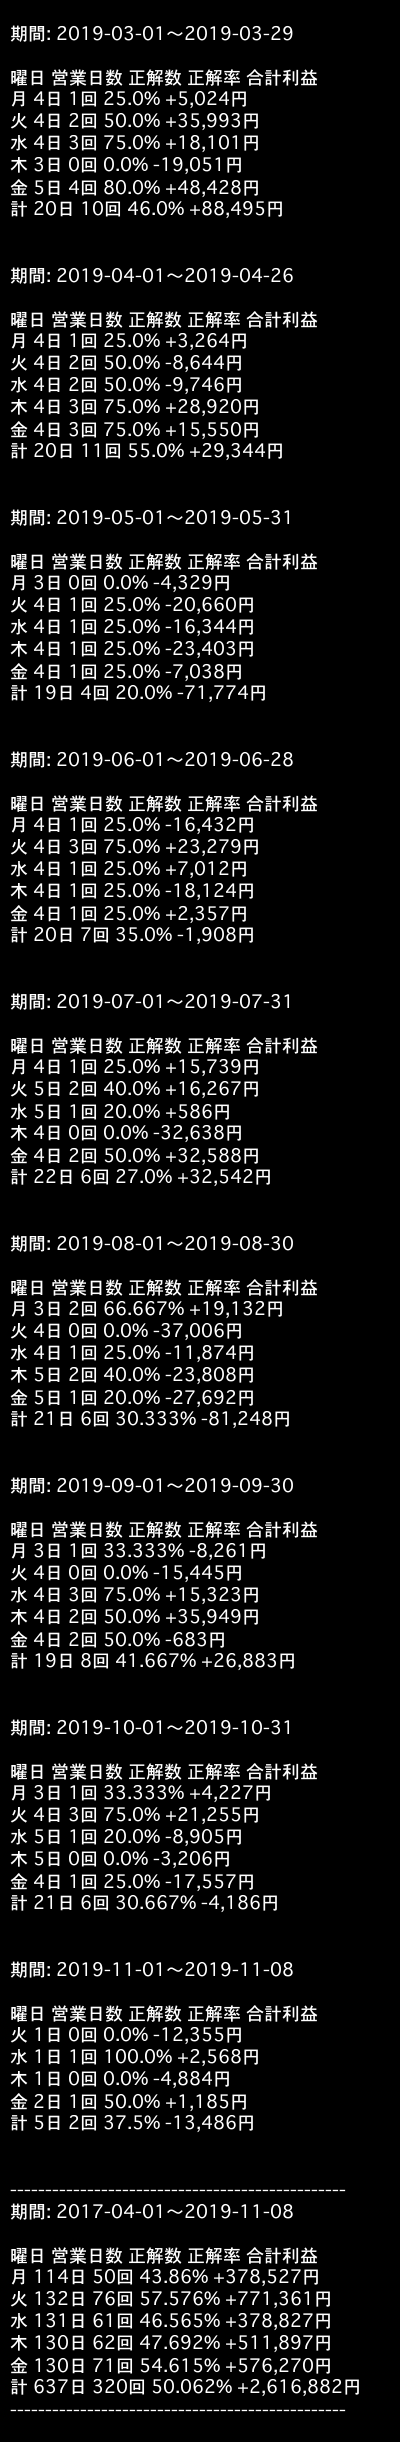 期間: 2019-03-01〜2019-03-29
曜日 営業日数 正解数 正解率 合計利益
月 4日 1回 25.0% +5,024円
火 4日 2回 50.0% +35,993円
水 4日 3回 75.0% +18,101円
木 3日 0回 0.0% -19,051円
金 5日 4回 80.0% +48,428円
計 20日 10回 46.0% +88,495円
期間: 2019-04-01〜2019-04-26
曜日 営業日数 正解数 正解率 合計利益
月 4日 1回 25.0% +3,264円
火 4日 2回 50.0% -8,644円
水 4日 2回 50.0% -9,746円
木 4日 3回 75.0% +28,920円
金 4日 3回 75.0% +15,550円
計 20日 11回 55.0% +29,344円
期間: 2019-05-01〜2019-05-31
曜日 営業日数 正解数 正解率 合計利益
月 3日 0回 0.0% -4,329円
火 4日 1回 25.0% -20,660円
水 4日 1回 25.0% -16,344円
木 4日 1回 25.0% -23,403円
金 4日 1回 25.0% -7,038円
計 19日 4回 20.0% -71,774円
期間: 2019-06-01〜2019-06-28
曜日 営業日数 正解数 正解率 合計利益
月 4日 1回 25.0% -16,432円
火 4日 3回 75.0% +23,279円
水 4日 1回 25.0% +7,012円
木 4日 1回 25.0% -18,124円
金 4日 1回 25.0% +2,357円
計 20日 7回 35.0% -1,908円
期間: 2019-07-01〜2019-07-31
曜日 営業日数 正解数 正解率 合計利益
月 4日 1回 25.0% +15,739円
火 5日 2回 40.0% +16,267円
水 5日 1回 20.0% +586円
木 4日 0回 0.0% -32,638円
金 4日 2回 50.0% +32,588円
計 22日 6回 27.0% +32,542円
期間: 2019-08-01〜2019-08-30
曜日 営業日数 正解数 正解率 合計利益
月 3日 2回 66.667% +19,132円
火 4日 0回 0.0% -37,006円
水 4日 1回 25.0% -11,874円
木 5日 2回 40.0% -23,808円
金 5日 1回 20.0% -27,692円
計 21日 6回 30.333% -81,248円
期間: 2019-09-01〜2019-09-30
曜日 営業日数 正解数 正解率 合計利益
月 3日 1回 33.333% -8,261円
火 4日 0回 0.0% -15,445円
水 4日 3回 75.0% +15,323円
木 4日 2回 50.0% +35,949円
金 4日 2回 50.0% -683円
計 19日 8回 41.667% +26,883円
期間: 2019-10-01〜2019-10-31
曜日 営業日数 正解数 正解率 合計利益
月 3日 1回 33.333% +4,227円
火 4日 3回 75.0% +21,255円
水 5日 1回 20.0% -8,905円
木 5日 0回 0.0% -3,206円
金 4日 1回 25.0% -17,557円
計 21日 6回 30.667% -4,186円
期間: 2019-11-01〜2019-11-08
曜日 営業日数 正解数 正解率 合計利益
火 1日 0回 0.0% -12,355円
水 1日 1回 100.0% +2,568円
木 1日 0回 0.0% -4,884円
金 2日 1回 50.0% +1,185円
計 5日 2回 37.5% -13,486円
------------------------------------------------
期間: 2017-04-01〜2019-11-08
曜日 営業日数 正解数 正解率 合計利益
月 114日 50回 43.86% +378,527円
火 132日 76回 57.576% +771,361円
水 131日 61回 46.565% +378,827円
木 130日 62回 47.692% +511,897円
金 130日 71回 54.615% +576,270円
計 637日 320回 50.062% +2,616,882円
------------------------------------------------